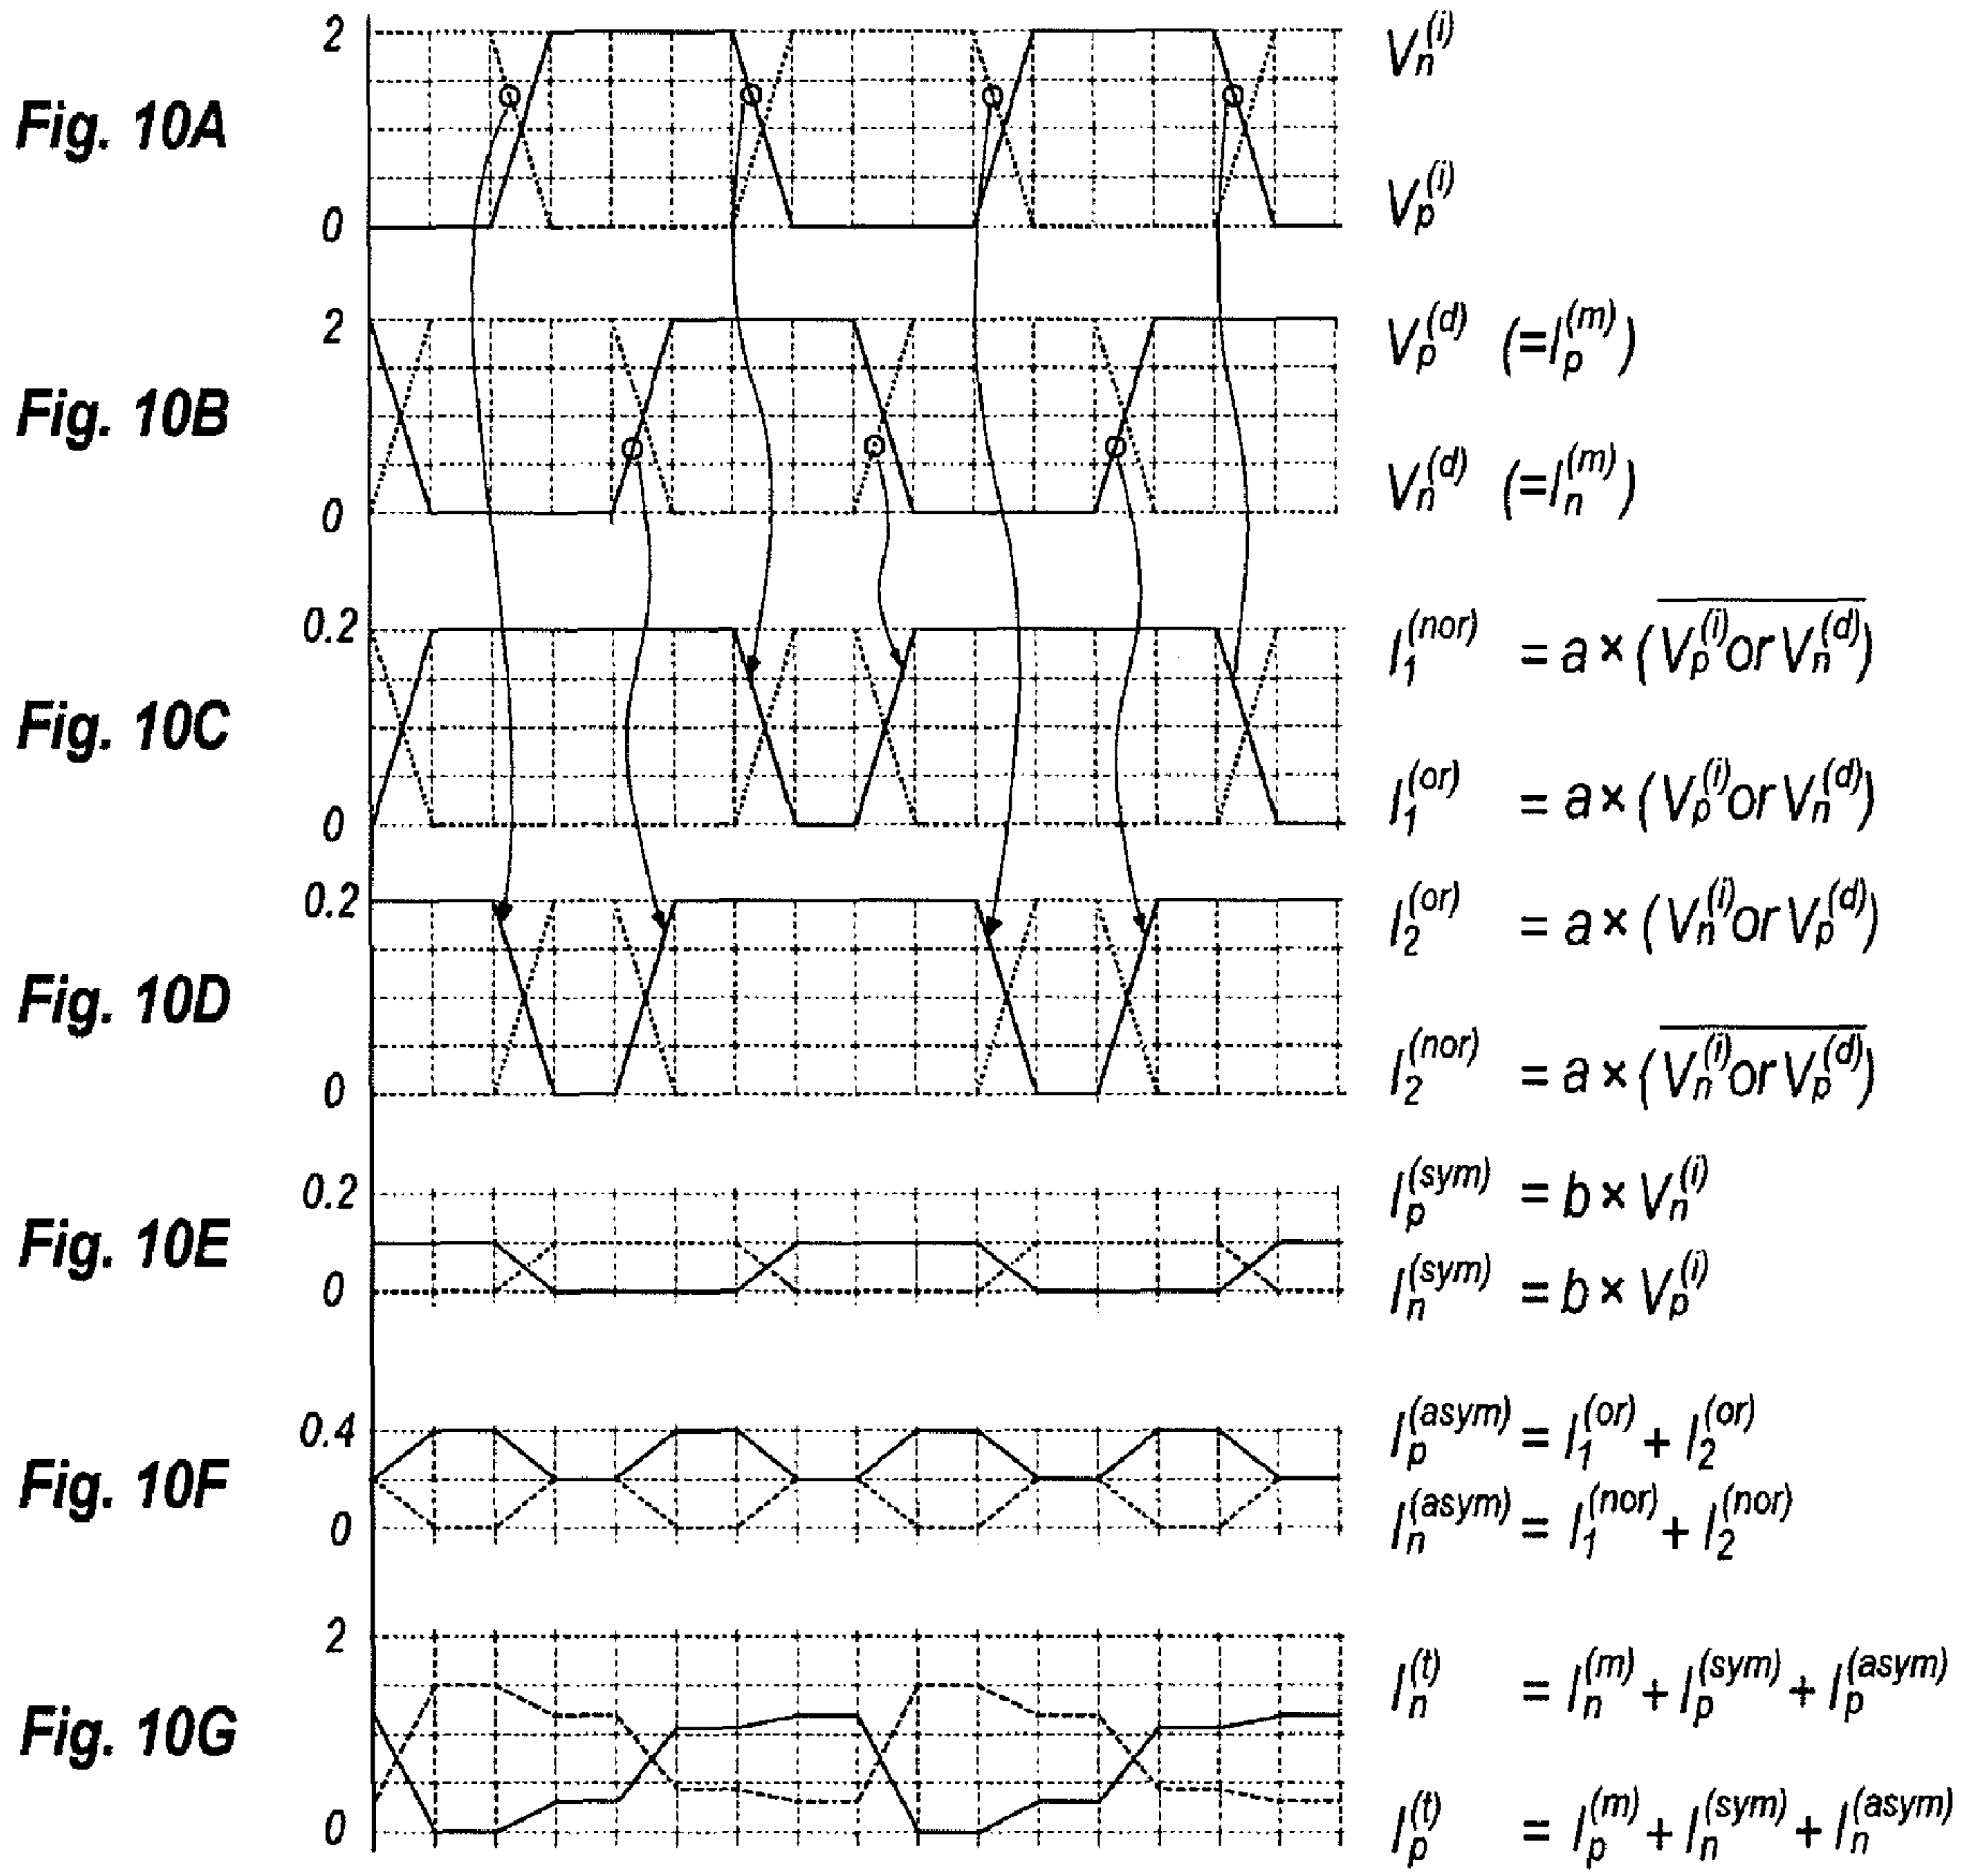 Fig. 10A
2
0
V_n^{(i)}
V_p^{(i)}
Fig. 10B
2
0
V_p^{(d)} (=I_p^{(m)})
V_n^{(d)} (=I_n^{(m)})
Fig. 10C
0.2
0
I_1^{(nor)} = a × (\overline{V_p^{(i)} or V_n^{(d)}})
I_1^{(or)} = a × (V_p^{(i)} or V_n^{(d)})
Fig. 10D
0.2
0
I_2^{(or)} = a × (V_n^{(i)} or V_p^{(d)})
I_2^{(nor)} = a × (\overline{V_n^{(i)} or V_p^{(d)}})
Fig. 10E
0.2
0
I_p^{(sym)} = b × V_n^{(i)}
I_n^{(sym)} = b × V_p^{(i)}
Fig. 10F
0.4
0
I_p^{(asym)} = I_1^{(or)} + I_2^{(or)}
I_n^{(asym)} = I_1^{(nor)} + I_2^{(nor)}
Fig. 10G
2
0
I_n^{(t)} = I_n^{(m)} + I_p^{(sym)} + I_p^{(asym)}
I_p^{(t)} = I_p^{(m)} + I_n^{(sym)} + I_n^{(asym)}